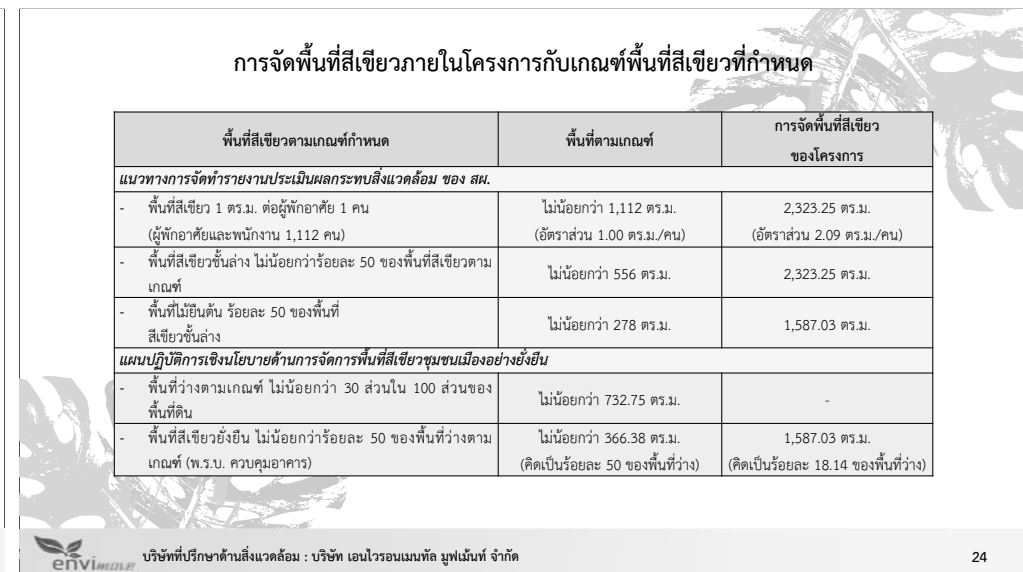 การจัดพื้นที่สีเขียวภายในโครงการกับเกณฑ์พื้นที่สีเขียวที่กำหนด
พื้นที่สีเขียวตามเกณฑ์กำหนด
พื้นที่ตามเกณฑ์
การจัดพื้นที่สีเขียว
ของโครงการ
แนวทางการจัดทำรายงานประเมินผลกระทบสิ่งแวดล้อม ของ สผ.
- พื้นที่สีเขียว 1 ตร.ม. ต่อผู้พักอาศัย 1 คน
(ผู้พักอาศัยและพนักงาน 1,112 คน)
ไม่น้อยกว่า 1,112 ตร.ม.
(อัตราส่วน 1.00 ตร.ม./คน)
2,323.25 ตร.ม.
(อัตราส่วน 2.09 ตร.ม./คน)
- พื้นที่สีเขียวชั้นล่าง ไม่น้อยกว่าร้อยละ 50 ของพื้นที่สีเขียวตาม
เกณฑ์
ไม่น้อยกว่า 556 ตร.ม.
2,323.25 ตร.ม.
- พื้นที่ไม้ยืนต้น ร้อยละ 50 ของพื้นที่
สีเขียวชั้นล่าง
ไม่น้อยกว่า 278 ตร.ม.
1,587.03 ตร.ม.
แผนปฏิบัติการเชิงนโยบายด้านการจัดการพื้นที่สีเขียวชุมชนเมืองอย่างยั่งยืน
- พื้นที่ว่างตามเกณฑ์ ไม่น้อยกว่า 30 ส่วนใน 100 ส่วนของ
พื้นที่ดิน
ไม่น้อยกว่า 732.75 ตร.ม.
-
- พื้นที่สีเขียวยั่งยืน ไม่น้อยกว่าร้อยละ 50 ของพื้นที่ว่างตาม
เกณฑ์ (พ.ร.บ. ควบคุมอาคาร)
ไม่น้อยกว่า 366.38 ตร.ม.
(คิดเป็นร้อยละ 50 ของพื้นที่ว่าง)
1,587.03 ตร.ม.
(คิดเป็นร้อยละ 18.14 ของพื้นที่ว่าง)
envimove
บริษัทที่ปรึกษาด้านสิ่งแวดล้อม : บริษัท เอนไวรอนเมนทัล มูฟเม้นท์ จำกัด
24